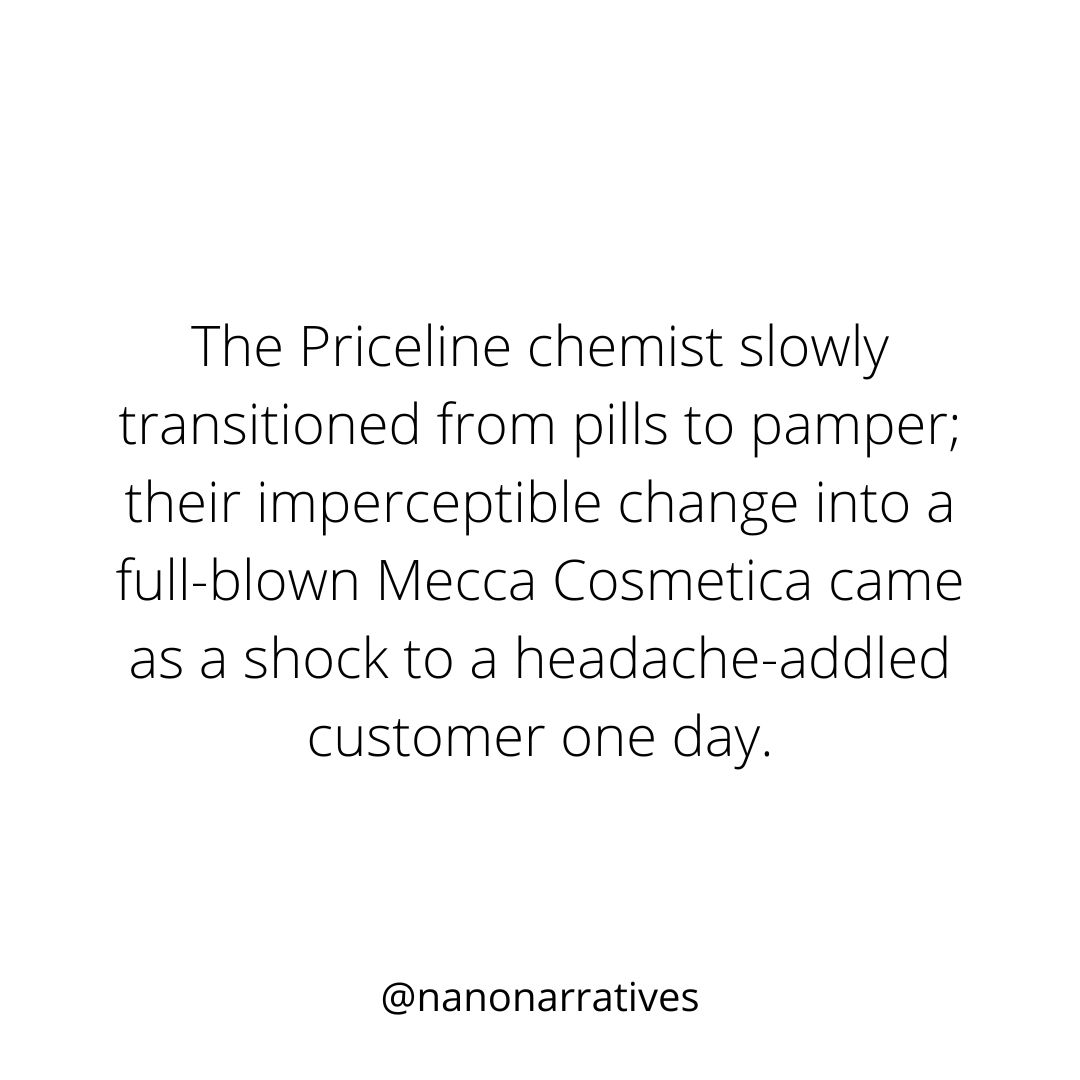 The Priceline chemist slowly
transitioned from pills to pamper;
their imperceptible change into a
full-blown Mecca Cosmetica came
as a shock to a headache-addled
customer one day.
@nanonarratives